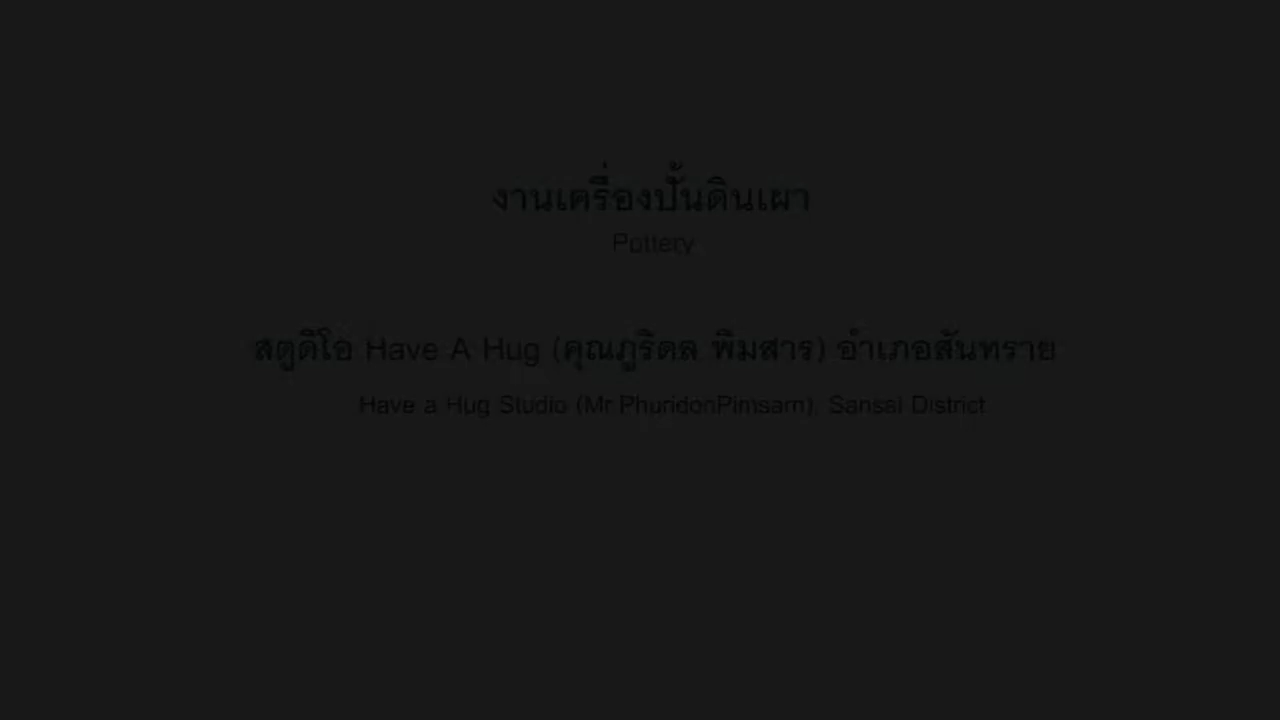 งานเครื่องปั้นดินเผา
Pottery
สตูดิโอ Have A Hug (คุณภูริดล พิมสาร) อำเภอสันทราย
Have a Hug Studio (Mr.PhuridonPimsarn), Sansai District